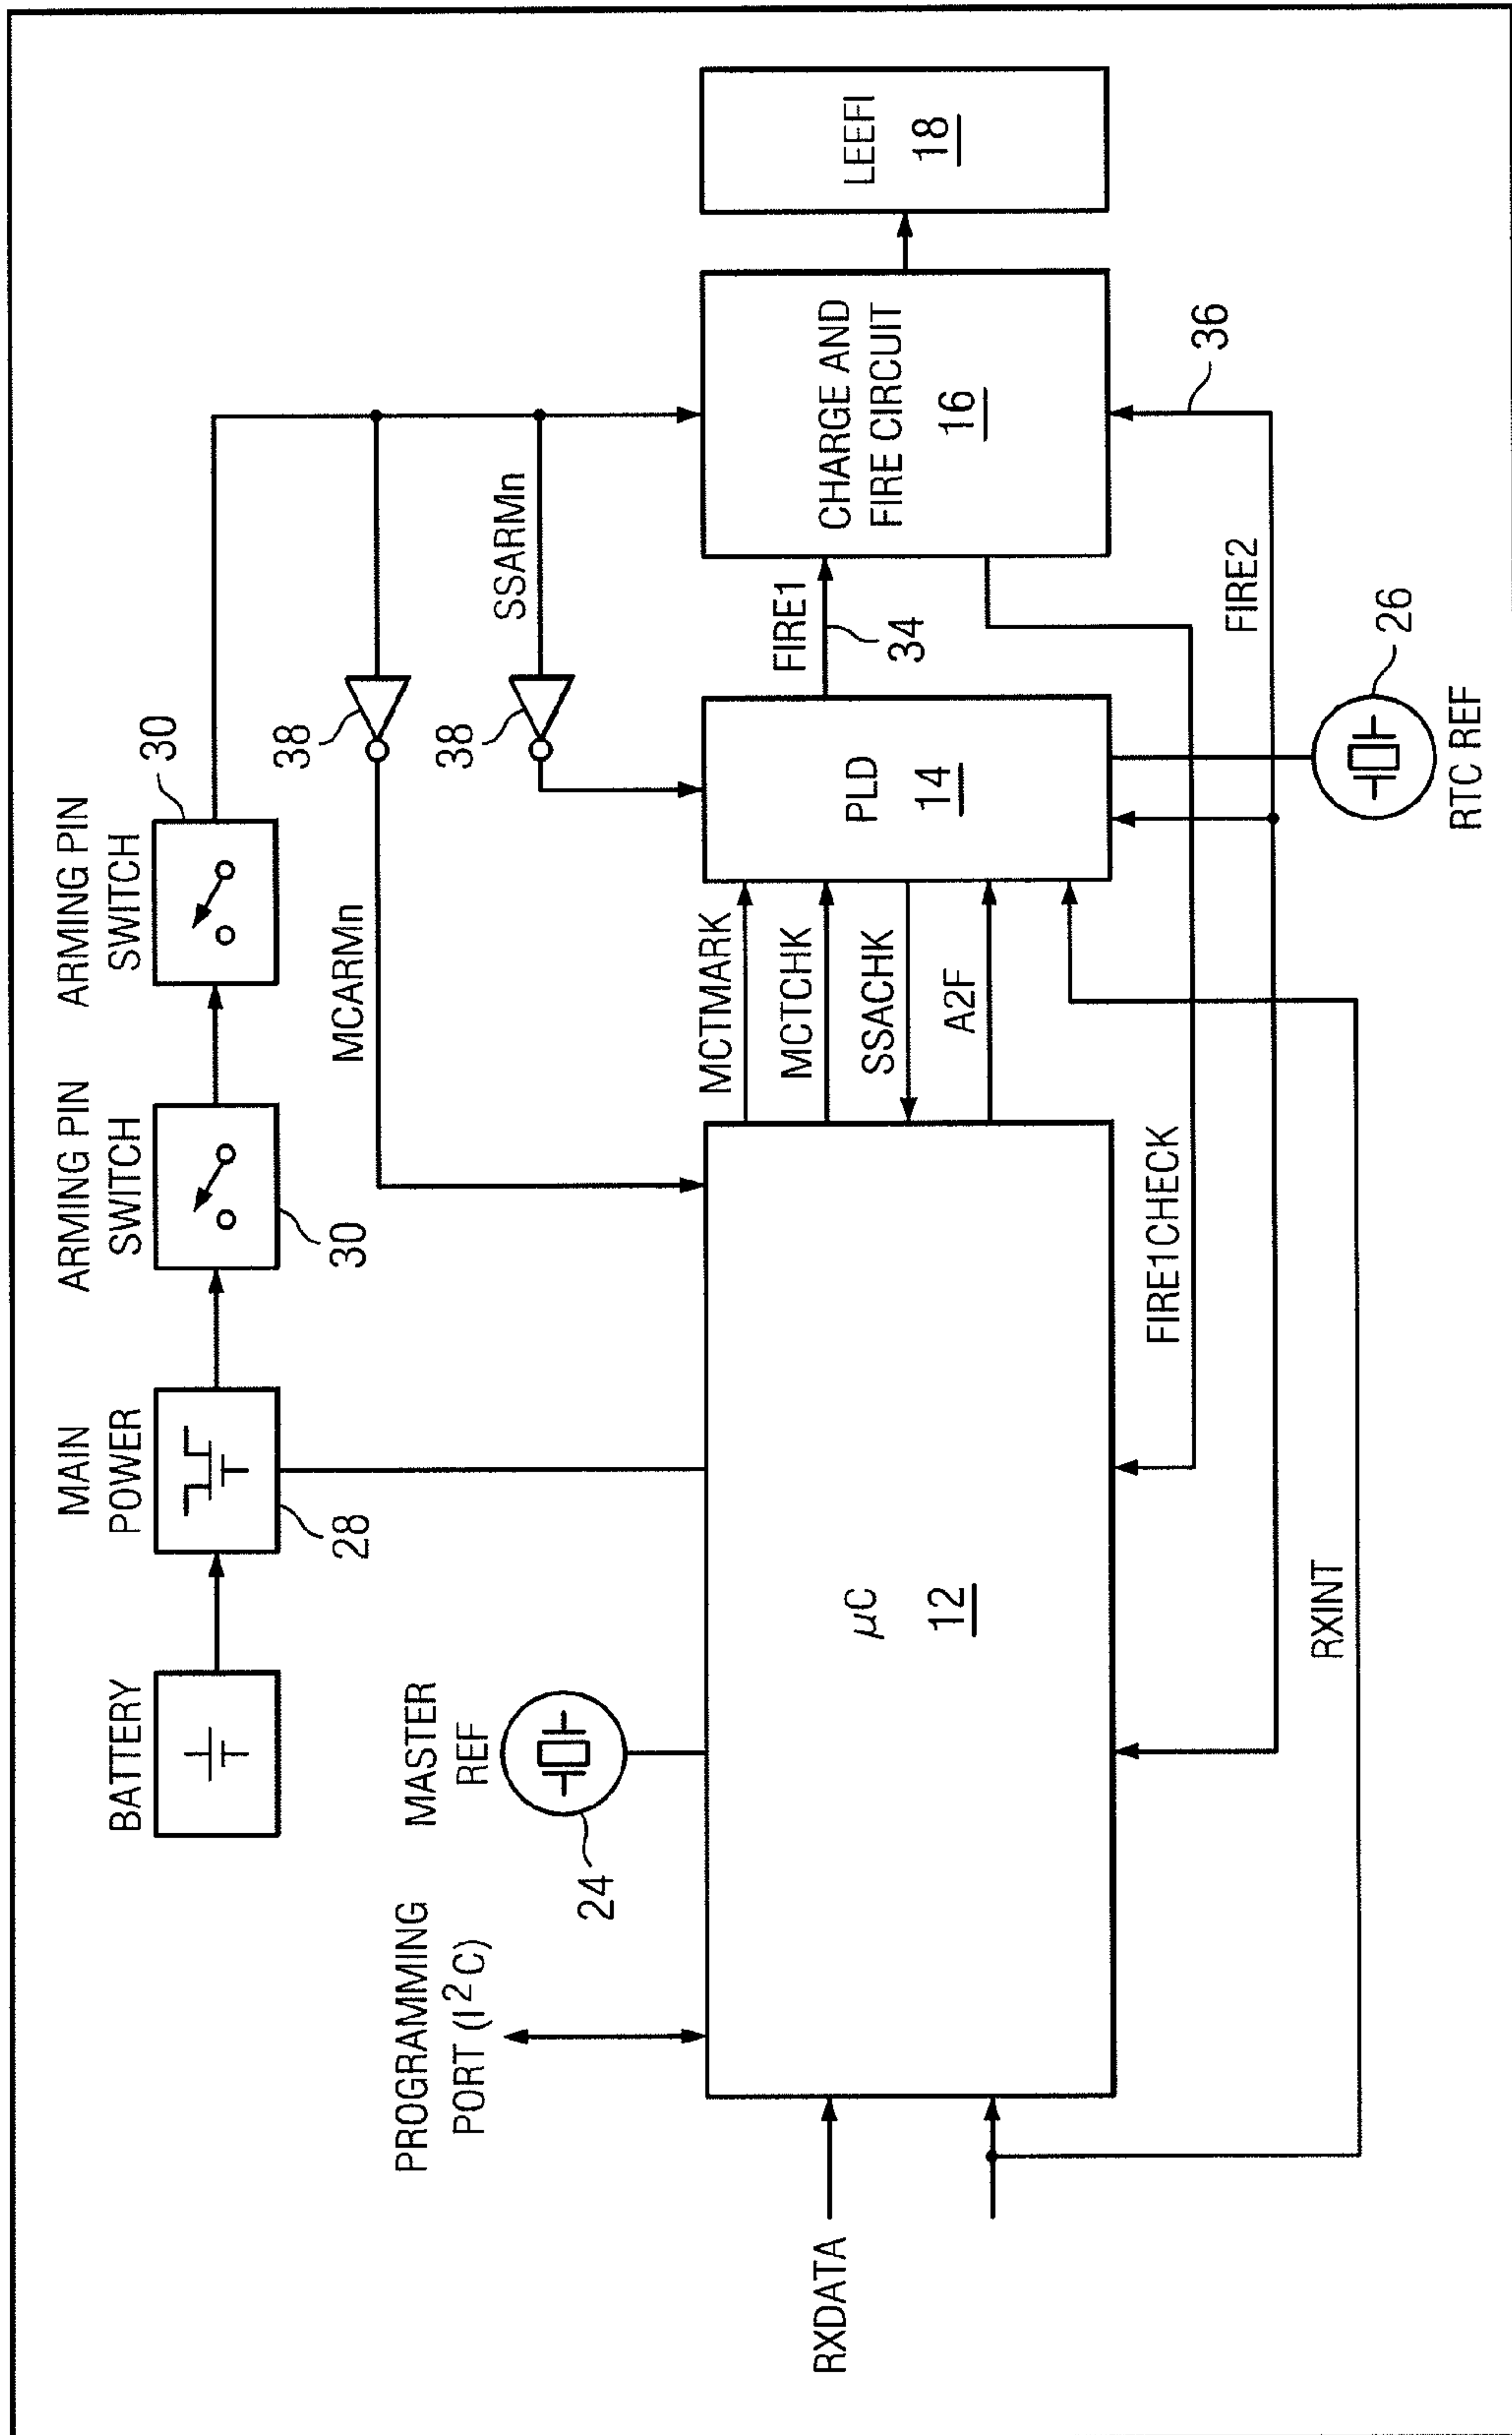 BATTERY
MAIN
POWER
28
ARMING PIN
SWITCH
30
ARMING PIN
SWITCH
30
PROGRAMMING
PORT (I²C)
MASTER
REF
24
MCARMn
38
SSARMn
38
RXDATA
μC
12
MCTMARK
MCTCHK
SSACHK
A2F
PLD
14
FIRE1
34
CHARGE AND
FIRE CIRCUIT
16
LEEFI
18
FIRE1CHECK
FIRE2
36
RXINT
26
RTC REF